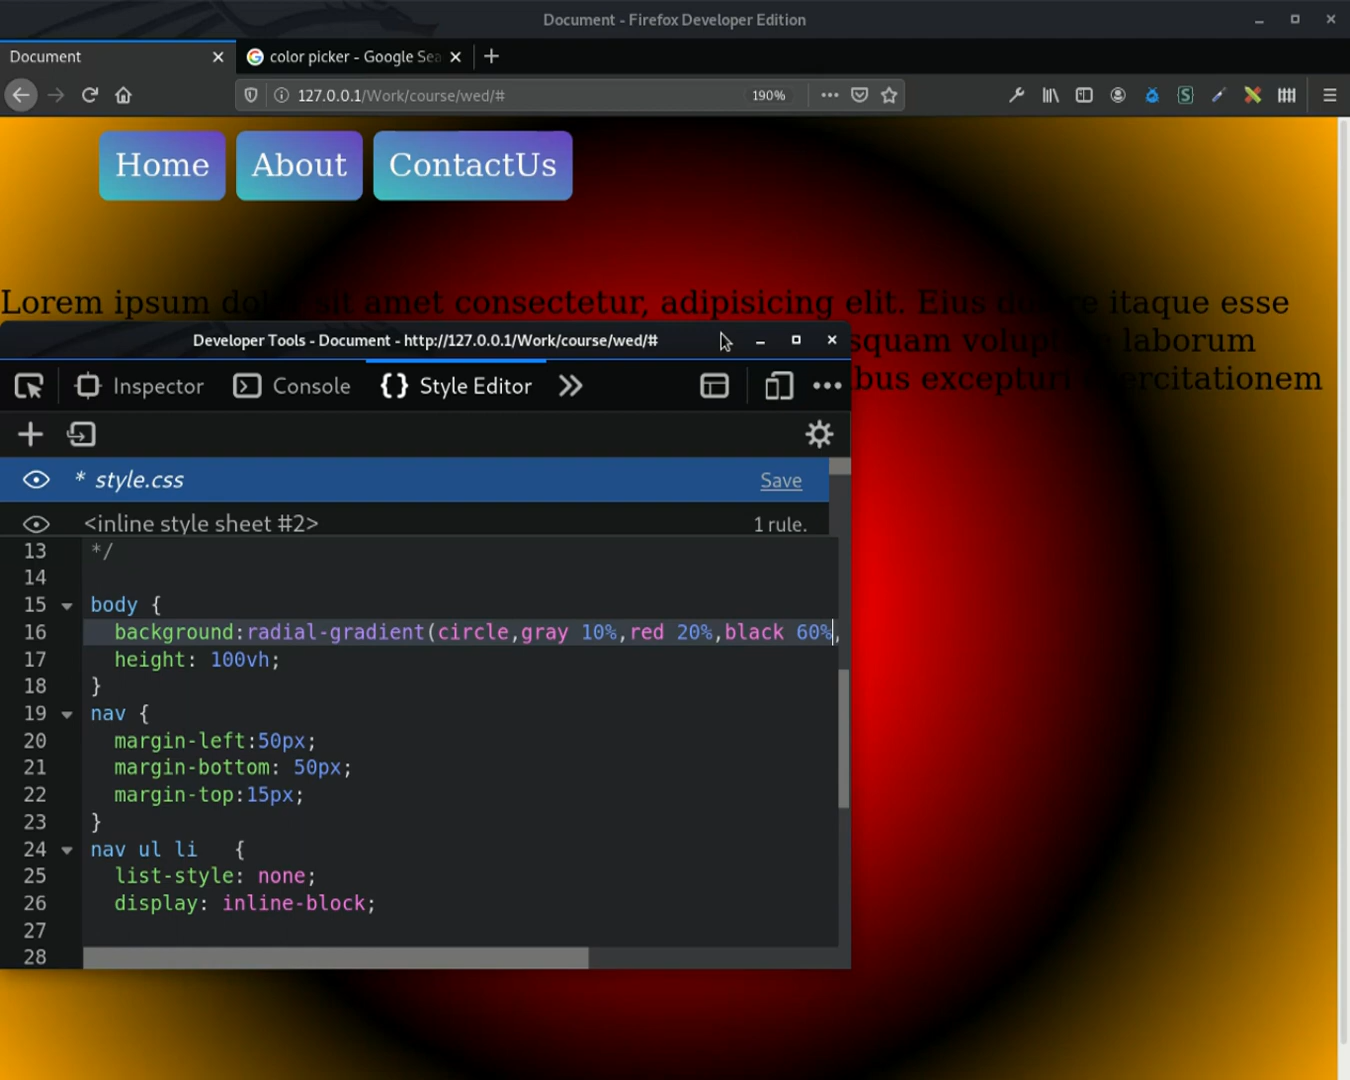 Document - Firefox Developer Edition
Document
color picker - Google Sea
127.0.0.1/Work/course/wed/#
190%
Home
About
ContactUs
Lorem ipsum dolor sit amet consectetur, adipisicing elit. Eius itaque esse
Developer Tools - Document - http://127.0.0.1/Work/course/wed/#
squam laborum
Inspector
Console
{} Style Editor
bus excepturi exercitationem
* style.css
Save
<inline style sheet #2>
1 rule.
13 */
14
15 body {
16 background:radial-gradient(circle,gray 10%,red 20%,black 60%,
17 height: 100vh;
18 }
19 nav {
20 margin-left:50px;
21 margin-bottom: 50px;
22 margin-top:15px;
23 }
24 nav ul li {
25 list-style: none;
26 display: inline-block;
27
28